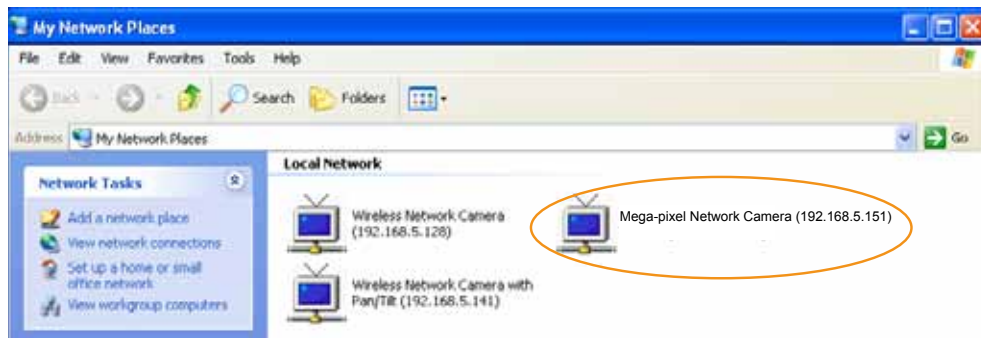 My Network Places
File Edit View Favorites Tools Help
Back Search Folders
Address My Network Places Go
Local Network
Network Tasks
Add a network place
View network connections
Set up a home or small
office network
View workgroup computers
Wireless Network Camera
(192.168.5.128)
Mega-pixel Network Camera (192.168.5.151)
Wireless Network Camera with
Pan/Tilt (192.168.5.141)